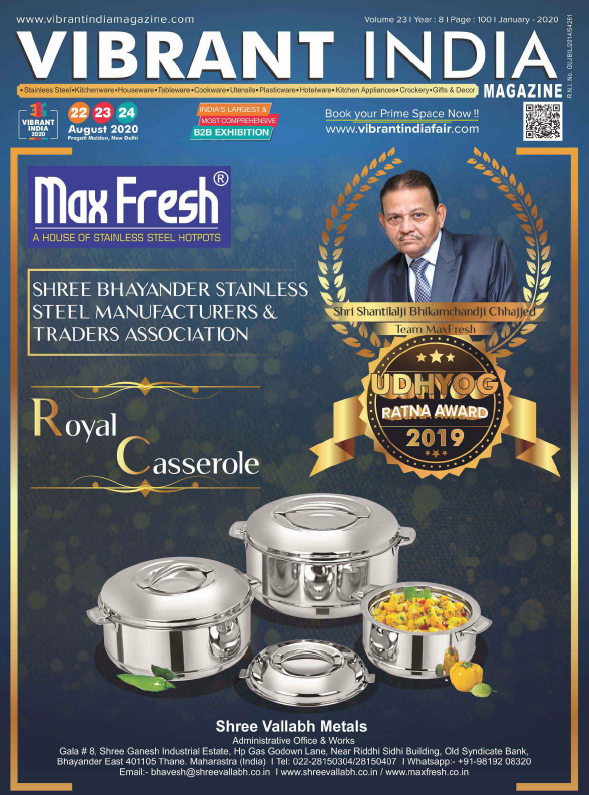 www.vibrantindiamagazine.com
Volume 23 I Year : 8 I Page : 100 I January - 2020
VIBRANT INDIA
MAGAZINE
•Stainless Steel•Kitchenware•Houseware•Tableware•Cookware•Utensils•Plasticware•Hotelware•Kitchen Appliances•Crockery•Gifts & Decor
R.N.I. No. GUJBIL/2014/54261
VIBRANT
INDIA
2020
22 23 24
August 2020
Pragati Maidan, New Delhi
INDIA'S LARGEST &
MOST COMPREHENSIVE
B2B EXHIBITION
Book your Prime Space Now !!
www.vibrantindiafair.com
Max Fresh®
A HOUSE OF STAINLESS STEEL HOTPOTS
SHREE BHAYANDER STAINLESS
STEEL MANUFACTURERS &
TRADERS ASSOCIATION
Shri Shantilalji Bhikamchandji Chhajjed
Team MaxFresh
UDHYOG
RATNA AWARD
2019
Royal
Casserole
Shree Vallabh Metals
Administrative Office & Works
Gala # 8, Shree Ganesh Industrial Estate, Hp Gas Godown Lane, Near Riddhi Sidhi Building, Old Syndicate Bank,
Bhayander East 401105 Thane. Maharastra (India) I Tel: 022-28150304/28150407 I Whatsapp:- +91-98192 08320
Email:- bhavesh@shreevallabh.co.in I www.shreevallabh.co.in / www.maxfresh.co.in